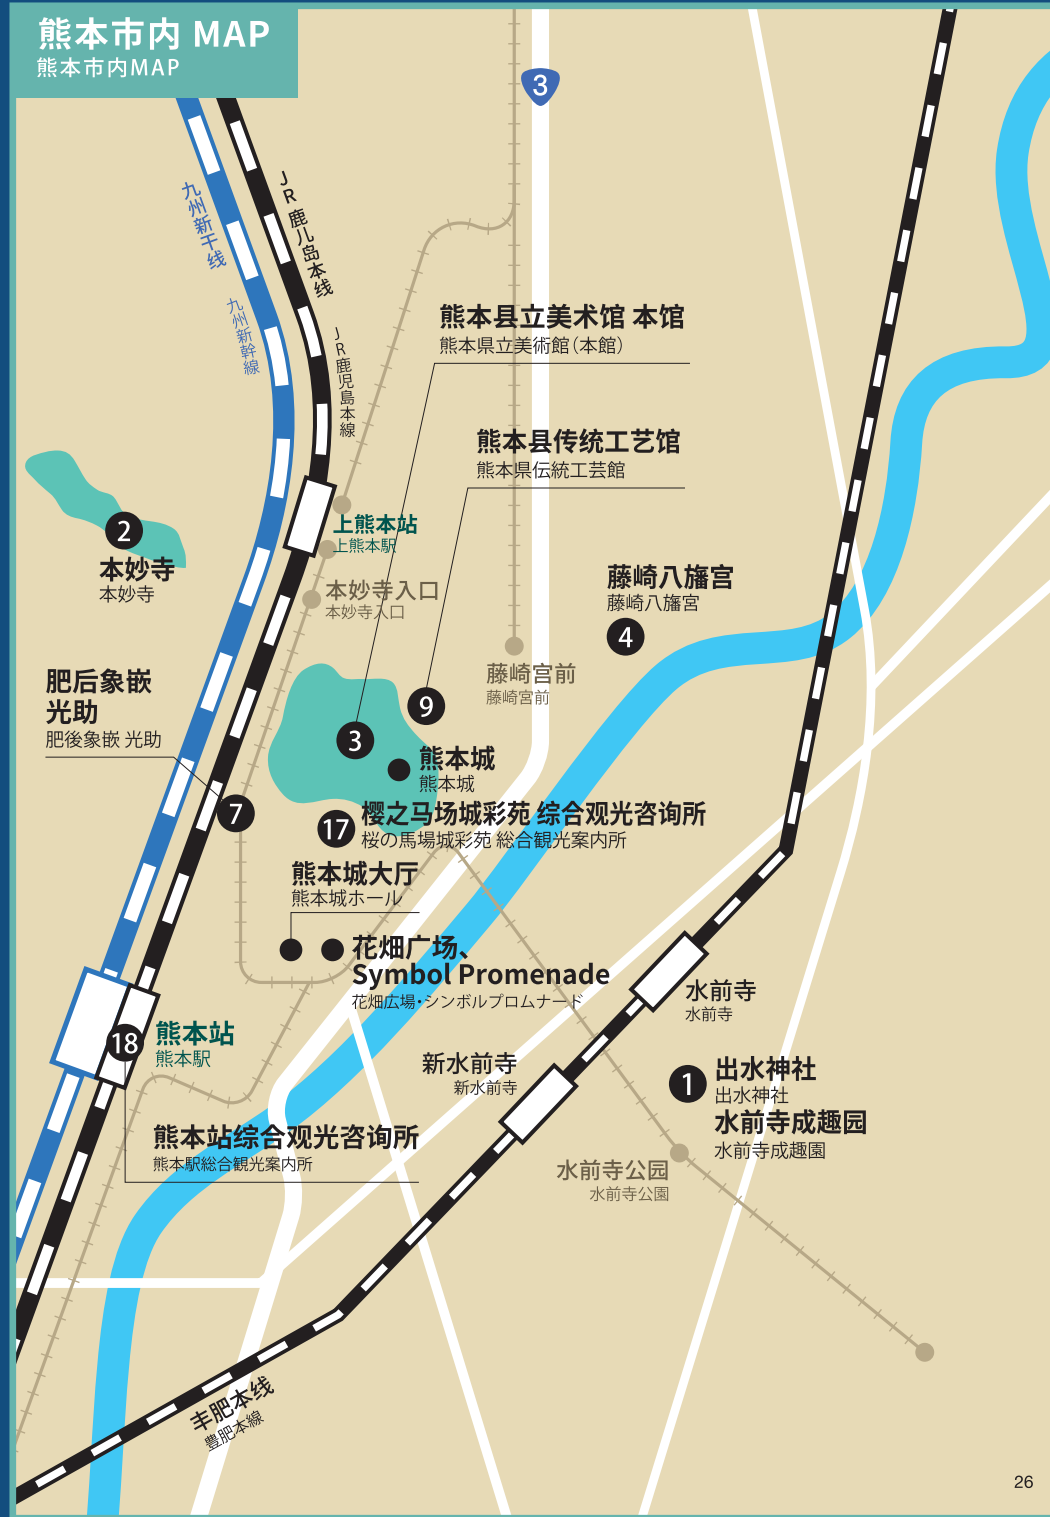 熊本市内 MAP
熊本市内MAP
3
九州新干线
九州新幹線
JR 鹿儿岛本线
JR鹿児島本線
熊本县立美术馆 本馆
熊本県立美術館（本館）
熊本县传统工艺馆
熊本県伝統工芸館
2
本妙寺
本妙寺
上熊本站
上熊本駅
本妙寺入口
本妙寺入口
藤崎八旛宫
藤崎八旛宮
4
藤崎宫前
藤崎宮前
肥后象嵌
光助
肥後象嵌 光助
9
3
熊本城
熊本城
7
17
樱之马场城彩苑 综合观光咨询所
桜の馬場城彩苑 総合観光案内所
熊本城大厅
熊本城ホール
花畑广场、
Symbol Promenade
花畑広場・シンボルプロムナード
水前寺
水前寺
18
熊本站
熊本駅
新水前寺
新水前寺
1
出水神社
出水神社
水前寺成趣园
水前寺成趣園
熊本站综合观光咨询所
熊本駅総合観光案内所
水前寺公园
水前寺公園
丰肥本线
豊肥本線
26